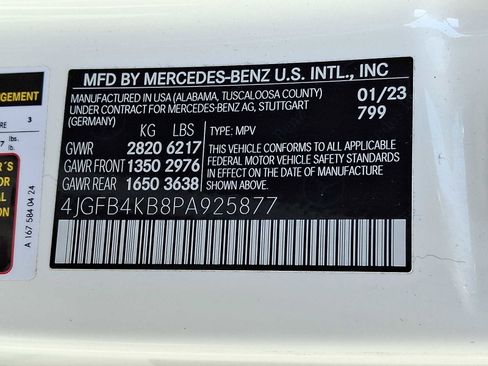 MFD BY MERCEDES-BENZ U.S. INTL., INC
MANUFACTURED IN USA (ALABAMA, TUSCALOOSA COUNTY)
UNDER CONTRACT FOR MERCEDES-BENZ AG, STUTTGART
(GERMANY)
01/23
799
KG LBS
GVWR 2820 6217
GAWR FRONT 1350 2976
GAWR REAR 1650 3638
TYPE: MPV
THIS VEHICLE CONFORMS TO ALL APPLICABLE
FEDERAL MOTOR VEHICLE SAFETY STANDARDS
IN EFFECT ON THE DATE OF MANUFACTURE
SHOWN ABOVE
4JGFB4KB8PA925877
3
lbs.
lb.
A 167 584 04 24